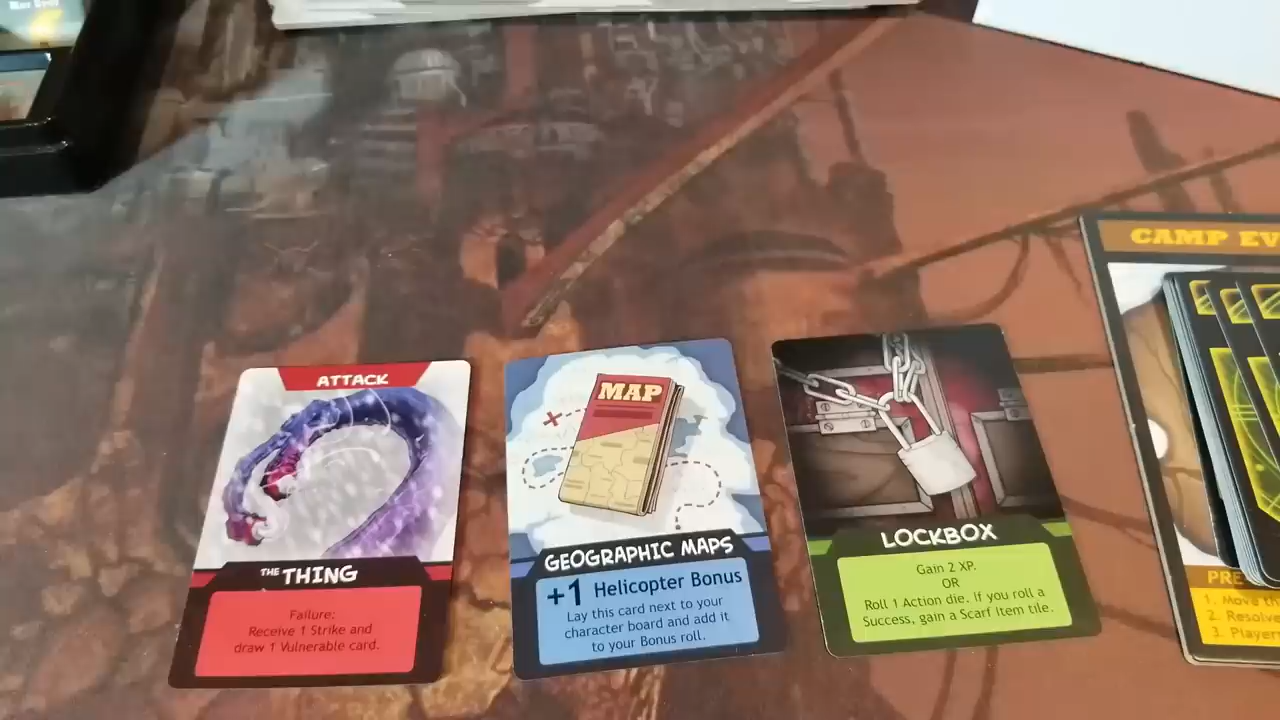 CAMP EV
ATTACK
THE THING
Failure:
Receive 1 Strike and
draw 1 Vulnerable card.
MAP
GEOGRAPHIC MAPS
+1 Helicopter Bonus
Lay this card next to your
character board and add it
to your Bonus roll.
LOCKBOX
Gain 2 XP.
OR
Roll 1 Action die. If you roll a
Success, gain a Scarf Item tile.
PRE
1. Move th
2. Resolve
3. Player